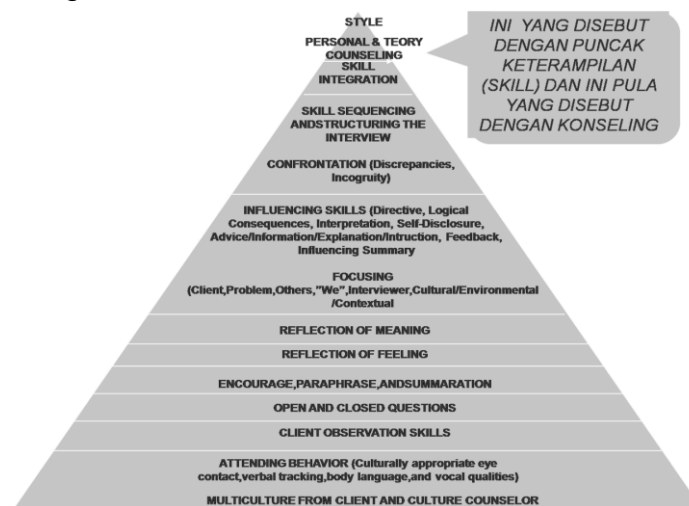 STYLE
PERSONAL & TEORY
COUNSELING
SKILL
INTEGRATION
SKILL SEQUENCING
ANDSTRUCTURING THE
INTERVIEW
CONFRONTATION (Discrepancies,
Incogruity)
INFLUENCING SKILLS (Directive, Logical
Consequences, Interpretation, Self-Disclosure,
Advice/Information/Explanation/Intruction, Feedback,
Influencing Summary
FOCUSING
(Client,Problem,Others,"We",Interviewer,Cultural/Environmental
/Contextual
REFLECTION OF MEANING
REFLECTION OF FEELING
ENCOURAGE,PARAPHRASE,ANDSUMMARATION
OPEN AND CLOSED QUESTIONS
CLIENT OBSERVATION SKILLS
ATTENDING BEHAVIOR (Culturally appropriate eye
contact,verbal tracking,body language,and vocal qualities)
MULTICULTURE FROM CLIENT AND CULTURE COUNSELOR
INI YANG DISEBUT
DENGAN PUNCAK
KETERAMPILAN
(SKILL) DAN INI PULA
YANG DISEBUT
DENGAN KONSELING